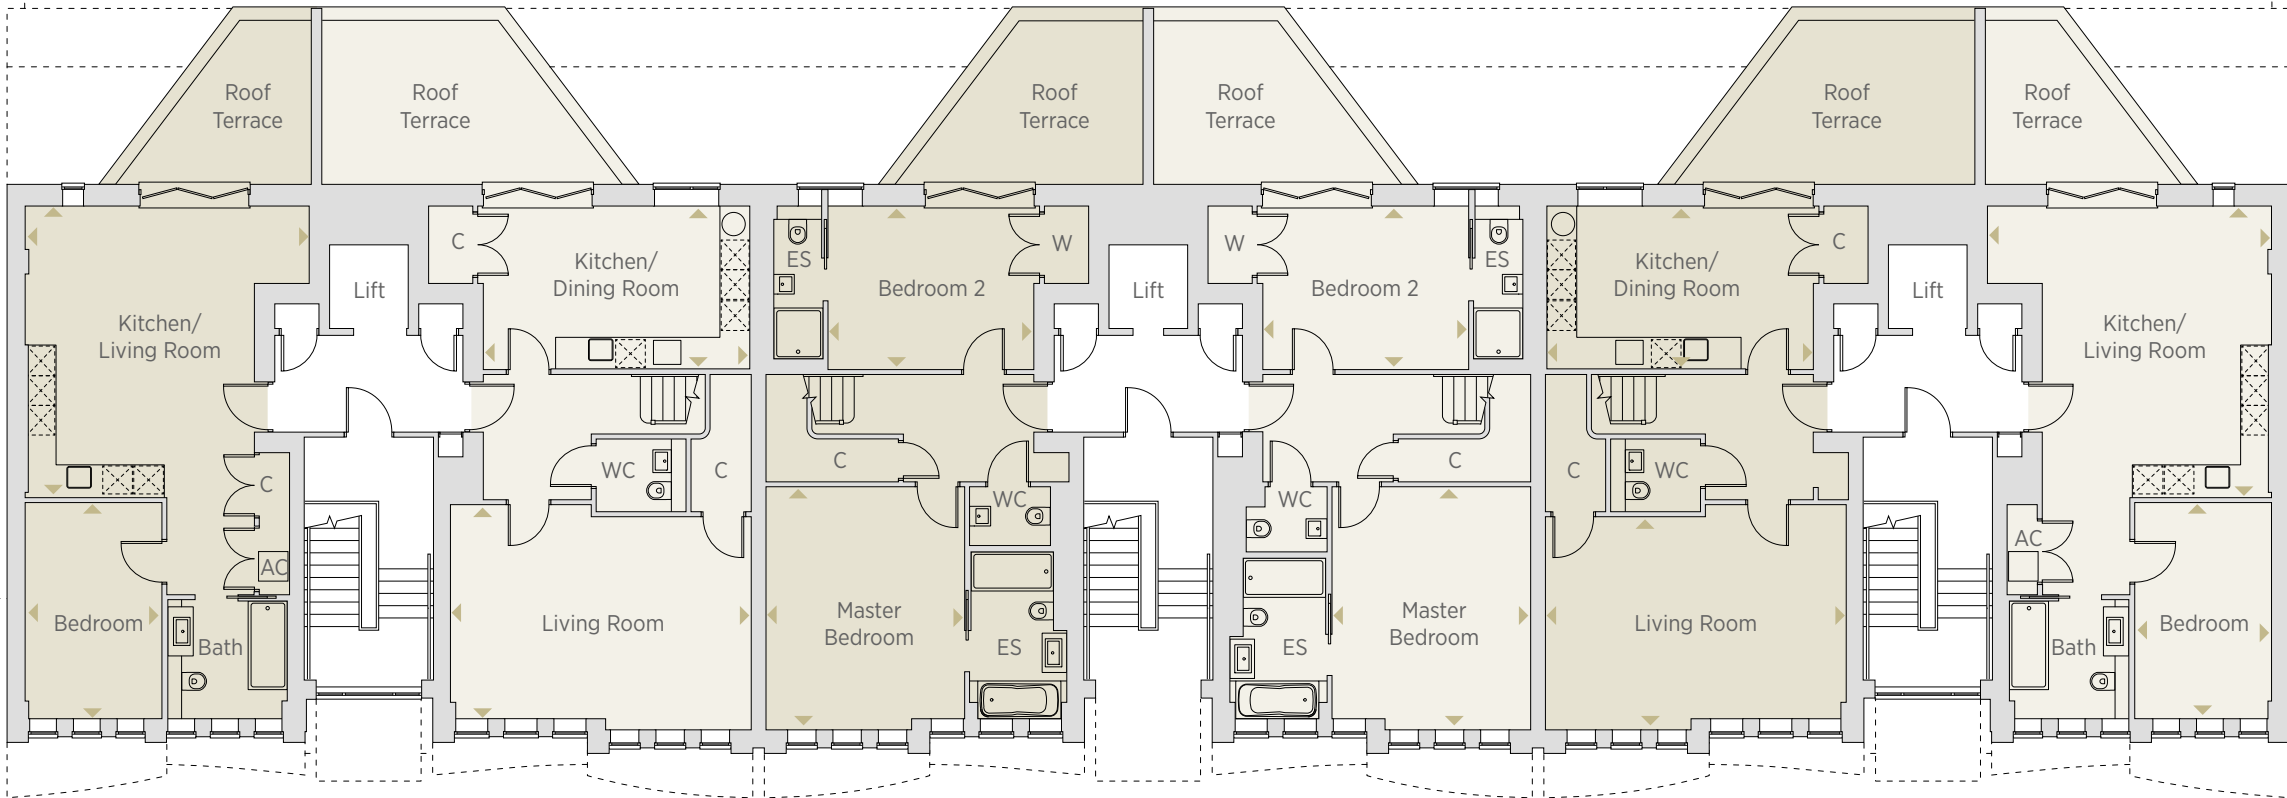 Roof
Terrace
Roof
Terrace
Roof
Terrace
Roof
Terrace
Roof
Terrace
Roof
Terrace
C
Kitchen/
Dining Room
Lift
Kitchen/
Living Room
ES
Bedroom 2
W
Lift
W
Bedroom 2
ES
Kitchen/
Dining Room
C
Lift
Kitchen/
Living Room
C
AC
WC
C
C
WC
WC
C
C
WC
AC
Bedroom
Bath
Living Room
Master
Bedroom
ES
ES
Master
Bedroom
Living Room
Bath
Bedroom